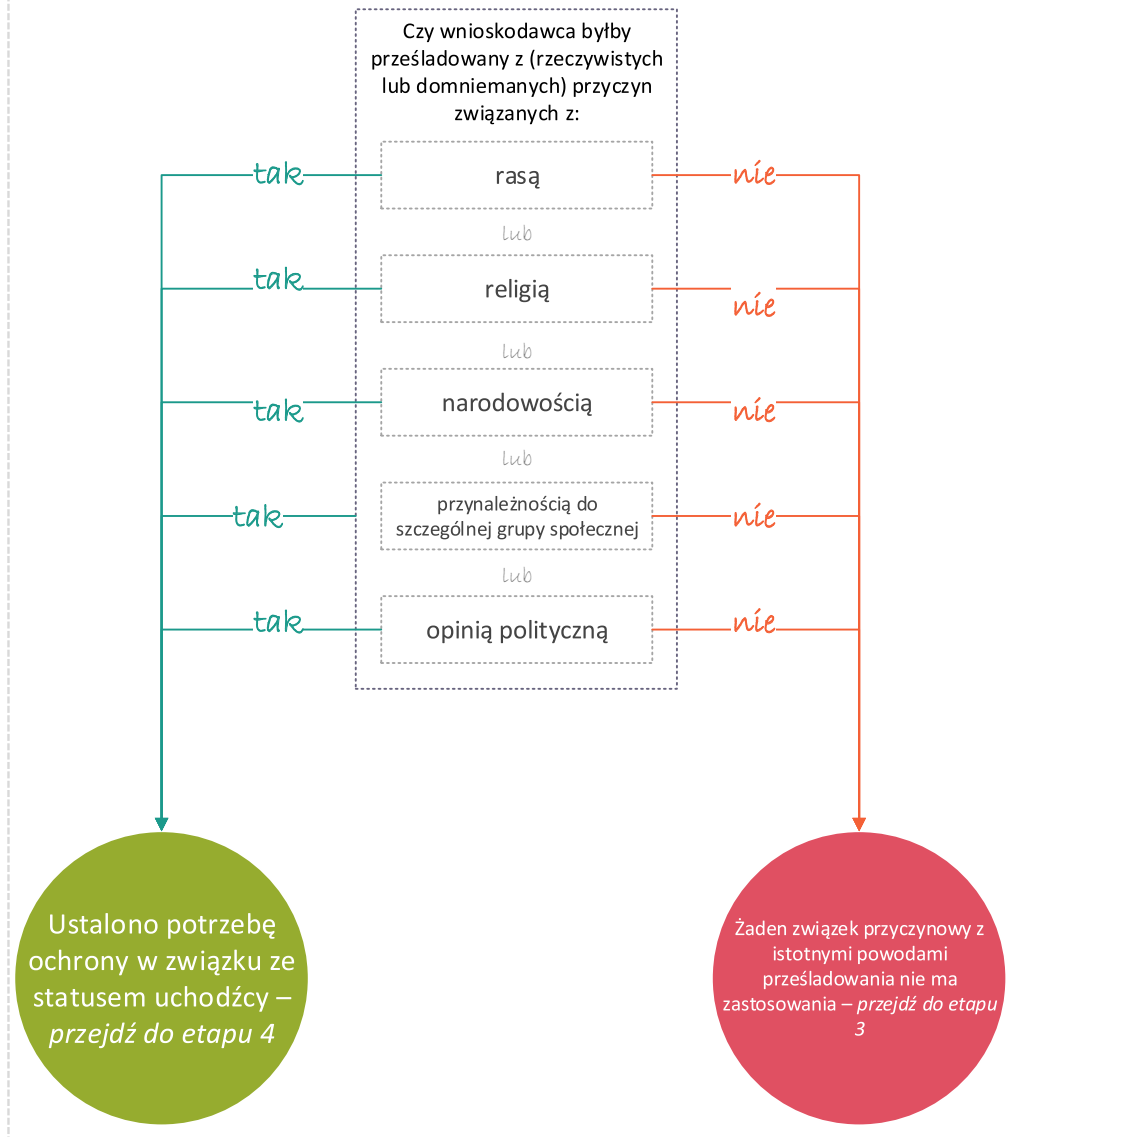 Czy wnioskodawca byłby
prześladowany z (rzeczywistych
lub domniemanych) przyczyn
związanych z:
tak
rasą
nie
lub
tak
religią
nie
lub
tak
narodowością
nie
lub
tak
przynależnością do
szczególnej grupy społecznej
nie
lub
tak
opinią polityczną
nie
Ustalono potrzebę
ochrony w związku ze
statusem uchodźcy –
przejdź do etapu 4
Żaden związek przyczynowy z
istotnymi powodami
prześladowania nie ma
zastosowania – przejdź do etapu
3